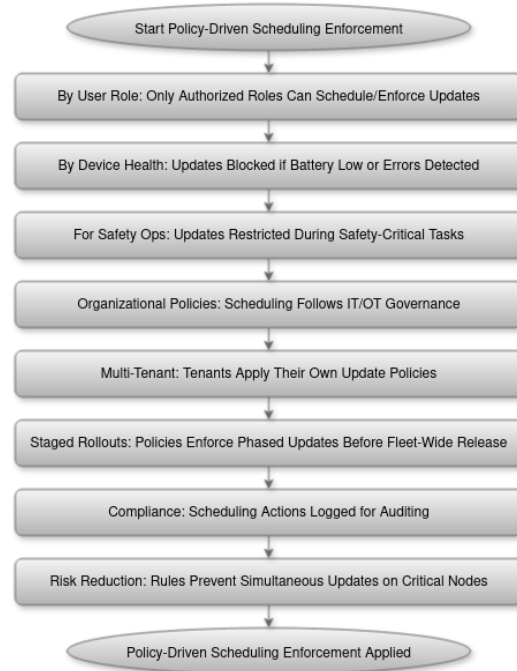 Start Policy-Driven Scheduling Enforcement
By User Role: Only Authorized Roles Can Schedule/Enforce Updates
By Device Health: Updates Blocked if Battery Low or Errors Detected
For Safety Ops: Updates Restricted During Safety-Critical Tasks
Organizational Policies: Scheduling Follows IT/OT Governance
Multi-Tenant: Tenants Apply Their Own Update Policies
Staged Rollouts: Policies Enforce Phased Updates Before Fleet-Wide Release
Compliance: Scheduling Actions Logged for Auditing
Risk Reduction: Rules Prevent Simultaneous Updates on Critical Nodes
Policy-Driven Scheduling Enforcement Applied